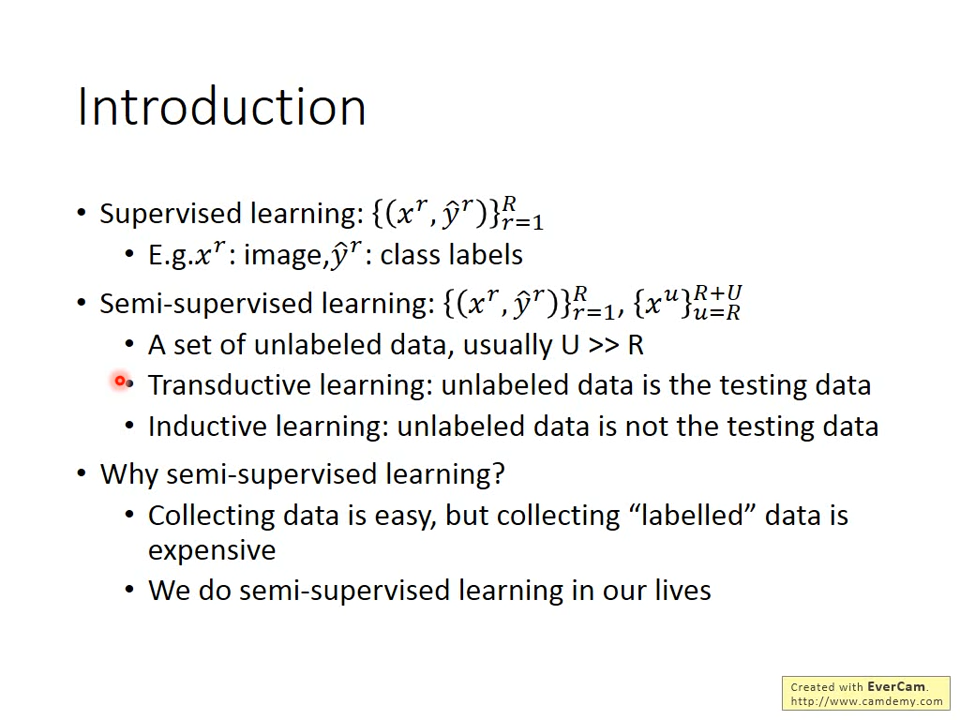 Introduction
• Supervised learning: {(x^r, ŷ^r)}_{r=1}^R
• E.g.x^r: image,ŷ^r: class labels
• Semi-supervised learning: {(x^r, ŷ^r)}_{r=1}^R, {x^u}_{u=R}^{R+U}
• A set of unlabeled data, usually U >> R
• Transductive learning: unlabeled data is the testing data
• Inductive learning: unlabeled data is not the testing data
• Why semi-supervised learning?
• Collecting data is easy, but collecting “labelled” data is
expensive
• We do semi-supervised learning in our lives
Created with EverCam.
http://www.camdemy.com